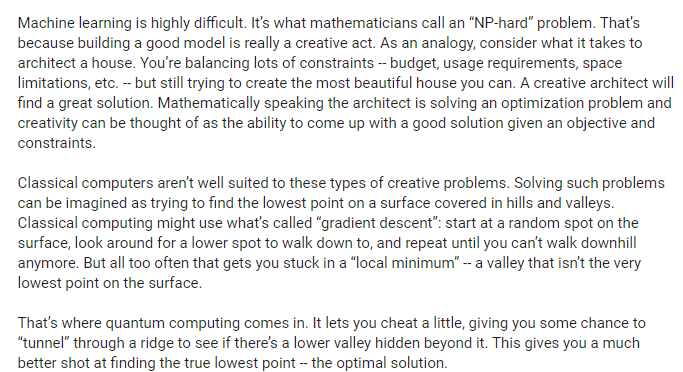 Machine learning is highly difficult. It's what mathematicians call an “NP-hard” problem. That's
because building a good model is really a creative act. As an analogy, consider what it takes to
architect a house. You're balancing lots of constraints -- budget, usage requirements, space
limitations, etc. -- but still trying to create the most beautiful house you can. A creative architect will
find a great solution. Mathematically speaking the architect is solving an optimization problem and
creativity can be thought of as the ability to come up with a good solution given an objective and
constraints.

Classical computers aren't well suited to these types of creative problems. Solving such problems
can be imagined as trying to find the lowest point on a surface covered in hills and valleys.
Classical computing might use what's called “gradient descent”: start at a random spot on the
surface, look around for a lower spot to walk down to, and repeat until you can't walk downhill
anymore. But all too often that gets you stuck in a “local minimum” -- a valley that isn't the very
lowest point on the surface.

That's where quantum computing comes in. It lets you cheat a little, giving you some chance to
“tunnel” through a ridge to see if there's a lower valley hidden beyond it. This gives you a much
better shot at finding the true lowest point -- the optimal solution.